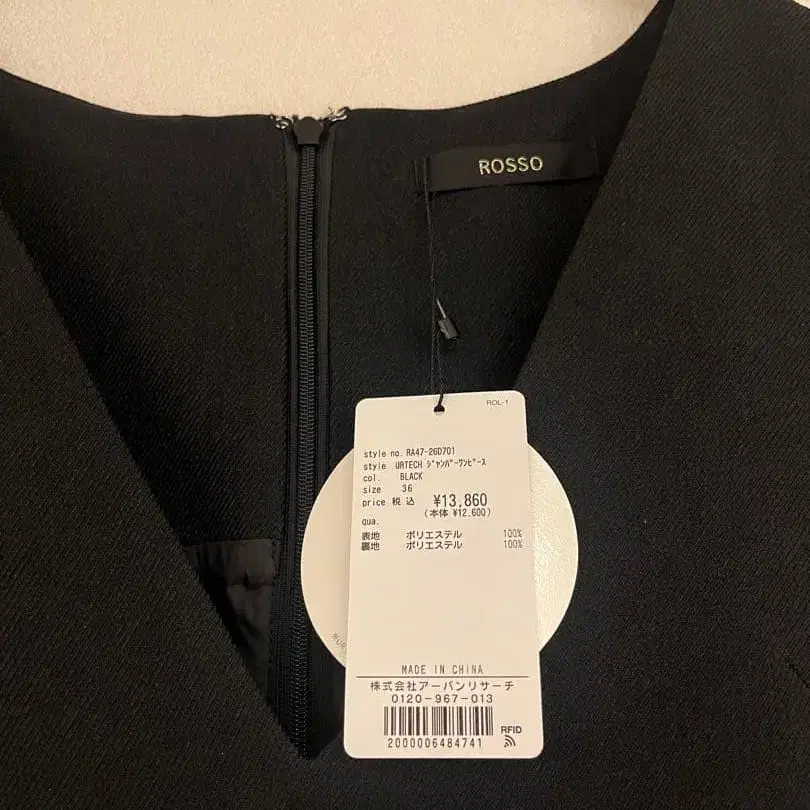 ROSSO
ROL-1
style no. RA47-26D701
style URTECH ｼﾞｬﾝﾊﾟｰﾜﾝﾋﾟｰｽ
col. BLACK
size 36
price 税込 ¥13,860
(本体 ¥12,600)
qua.
表地 ポリエステル 100%
裏地 ポリエステル 100%
MADE IN CHINA
株式会社アーバンリサーチ
0120-967-013
RFID
2000006484741